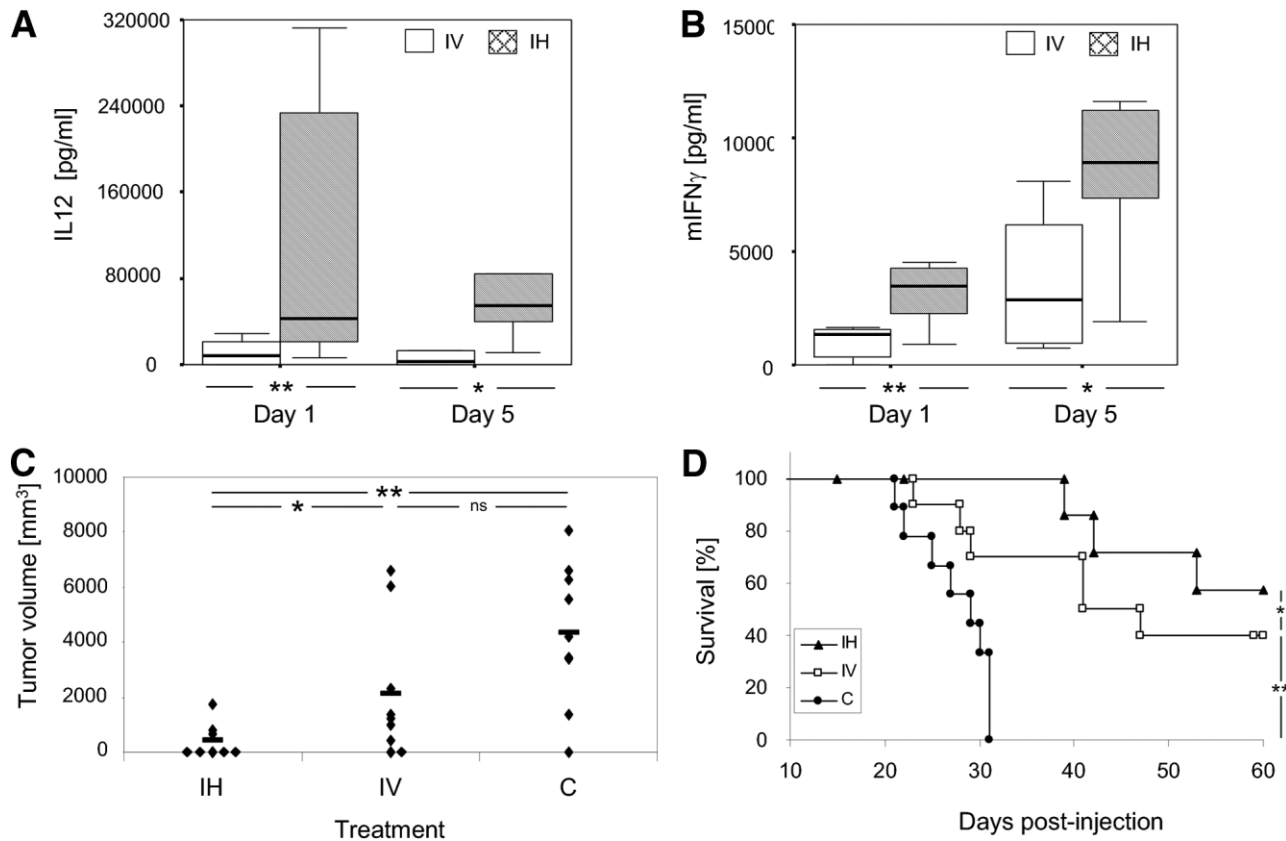 A
IL12 [pg/ml]
320000
240000
160000
80000
0
IV IH
** *
Day 1 Day 5
B
mIFNγ [pg/ml]
15000
1000C
5000
0
IV IH
** *
Day 1 Day 5
C
Tumor volume [mm³]
10000
8000
6000
4000
2000
0
**
* ns
IH IV C
Treatment
D
Survival [%]
100
80
60
40
20
0
IH
IV
C
*
**
10 20 30 40 50 60
Days post-injection